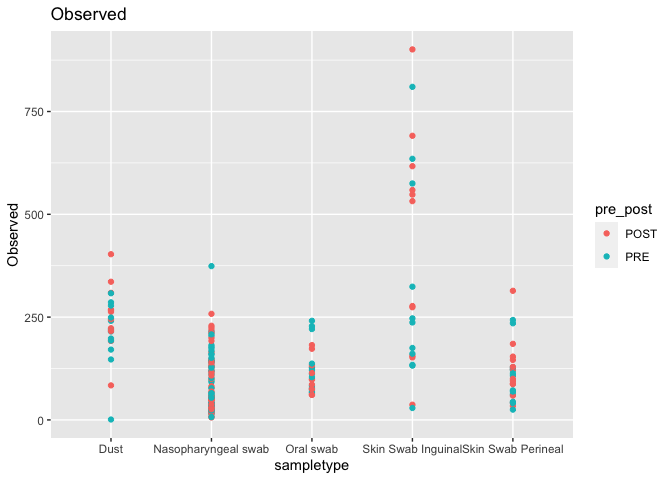 Observed
Observed
750
500
250
0
Dust Nasopharyngeal swab Oral swab Skin Swab Inguinal Skin Swab Perineal
sampletype
pre_post
POST
PRE